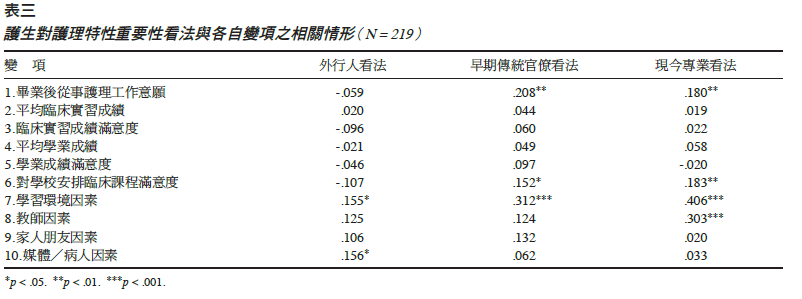 表三
護生對護理特性重要性看法與各自變項之相關情形（N = 219）
變 項 外行人看法 早期傳統官僚看法 現今專業看法
1.畢業後從事護理工作意願 -.059 .208** .180**
2.平均臨床實習成績 .020 .044 .019
3.臨床實習成績滿意度 -.096 .060 .022
4.平均學業成績 -.021 .049 .058
5.學業成績滿意度 -.046 .097 -.020
6.對學校安排臨床課程滿意度 -.107 .152* .183**
7.學習環境因素 .155* .312*** .406***
8.教師因素 .125 .124 .303***
9.家人朋友因素 .106 .132 .020
10.媒體／病人因素 .156* .062 .033
*p < .05. **p < .01. ***p < .001.